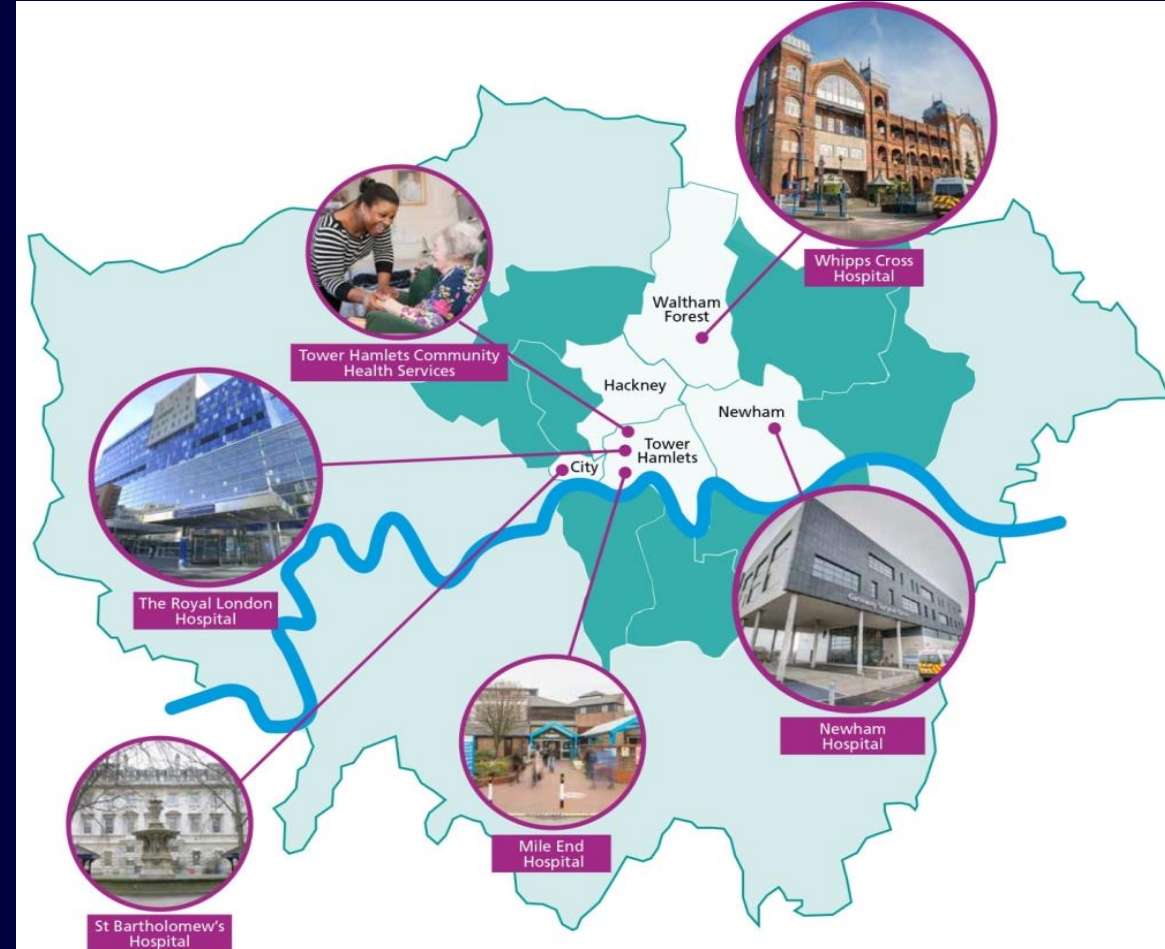 Whipps Cross
Hospital
Waltham
Forest
Tower Hamlets Community
Health Services
Hackney
Newham
Tower
Hamlets
City
The Royal London
Hospital
Newham
Hospital
Mile End
Hospital
St Bartholomew's
Hospital